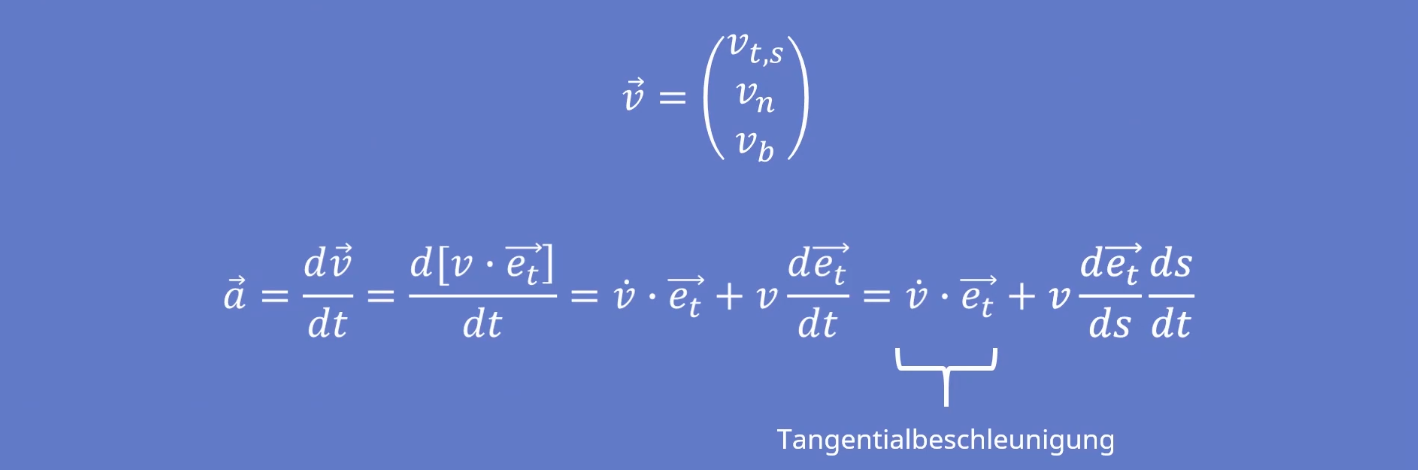 \vec{v} = \begin{pmatrix} v_{t,s} \\ v_n \\ v_b \end{pmatrix}
\vec{a} = \frac{d\vec{v}}{dt} = \frac{d[v \cdot \overrightarrow{e_t}]}{dt} = \dot{v} \cdot \overrightarrow{e_t} + v \frac{d\overrightarrow{e_t}}{dt} = \dot{v} \cdot \overrightarrow{e_t} + v \frac{d\overrightarrow{e_t}}{ds} \frac{ds}{dt}
Tangentialbeschleunigung